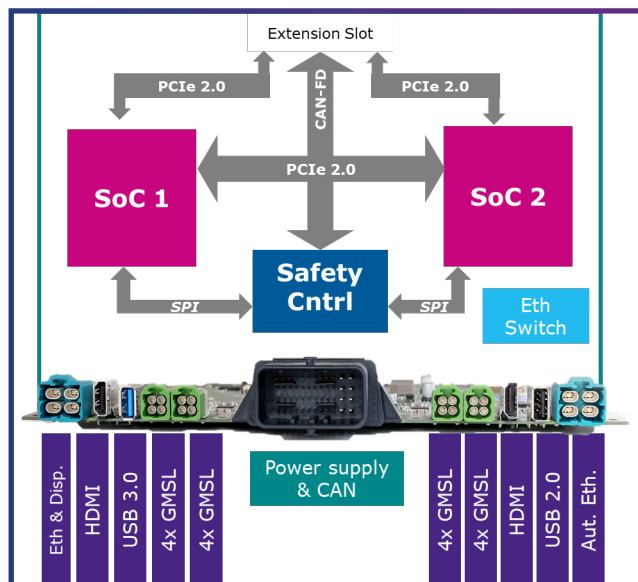 Extension Slot
PCIe 2.0
CAN-FD
PCIe 2.0
SoC 1
PCIe 2.0
SoC 2
Safety
Cntrl
SPI
SPI
Eth
Switch
Eth & Disp.
HDMI
USB 3.0
4x GMSL
4x GMSL
Power supply
& CAN
4x GMSL
4x GMSL
HDMI
USB 2.0
Aut. Eth.